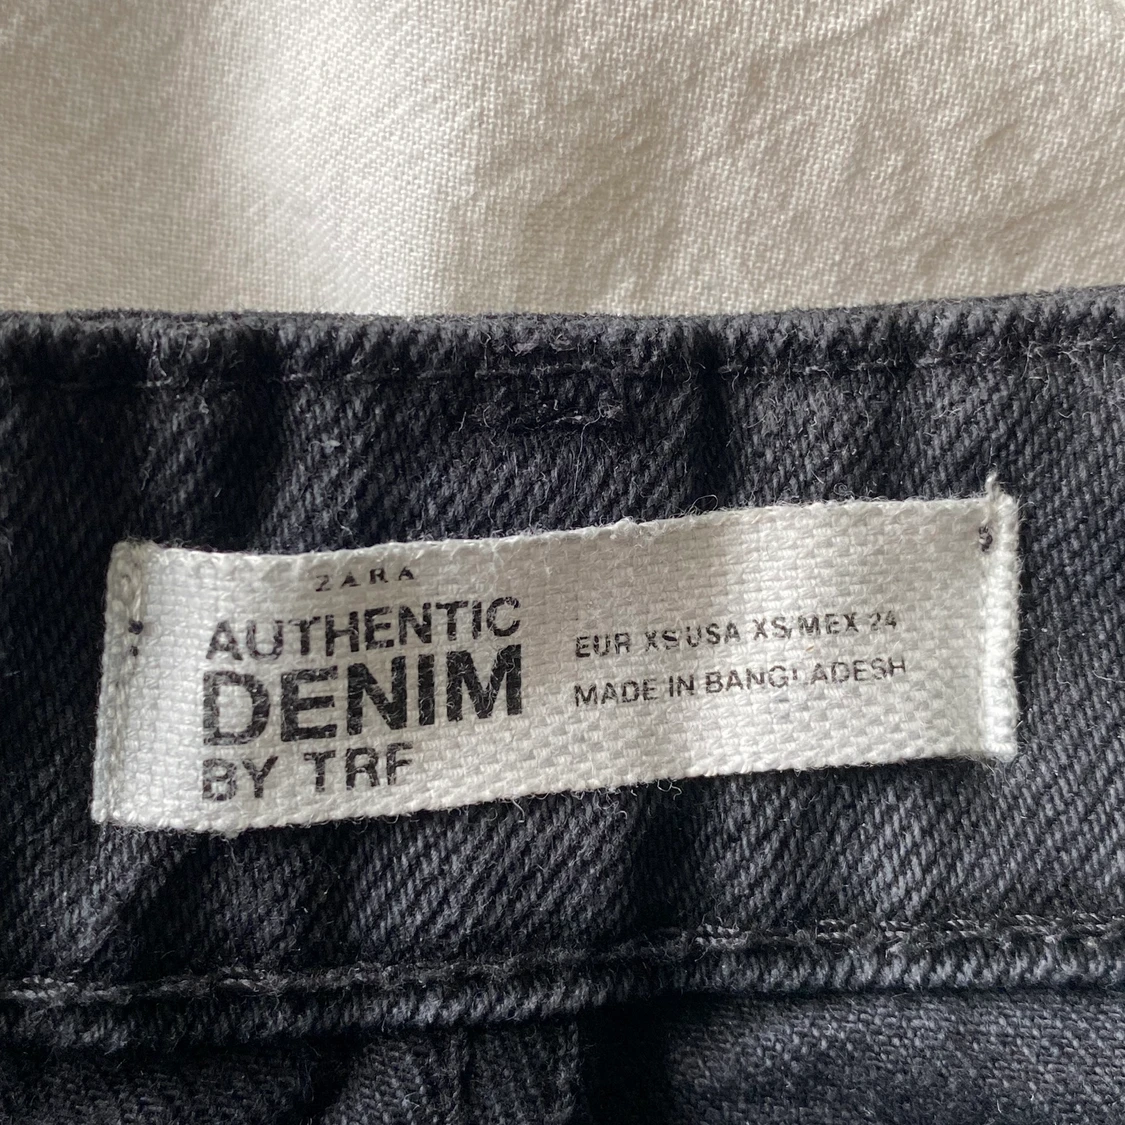 ZARA
AUTHENTIC
DENIM
BY TRF
EUR XS USA XS/MEX 24
MADE IN BANGLADESH